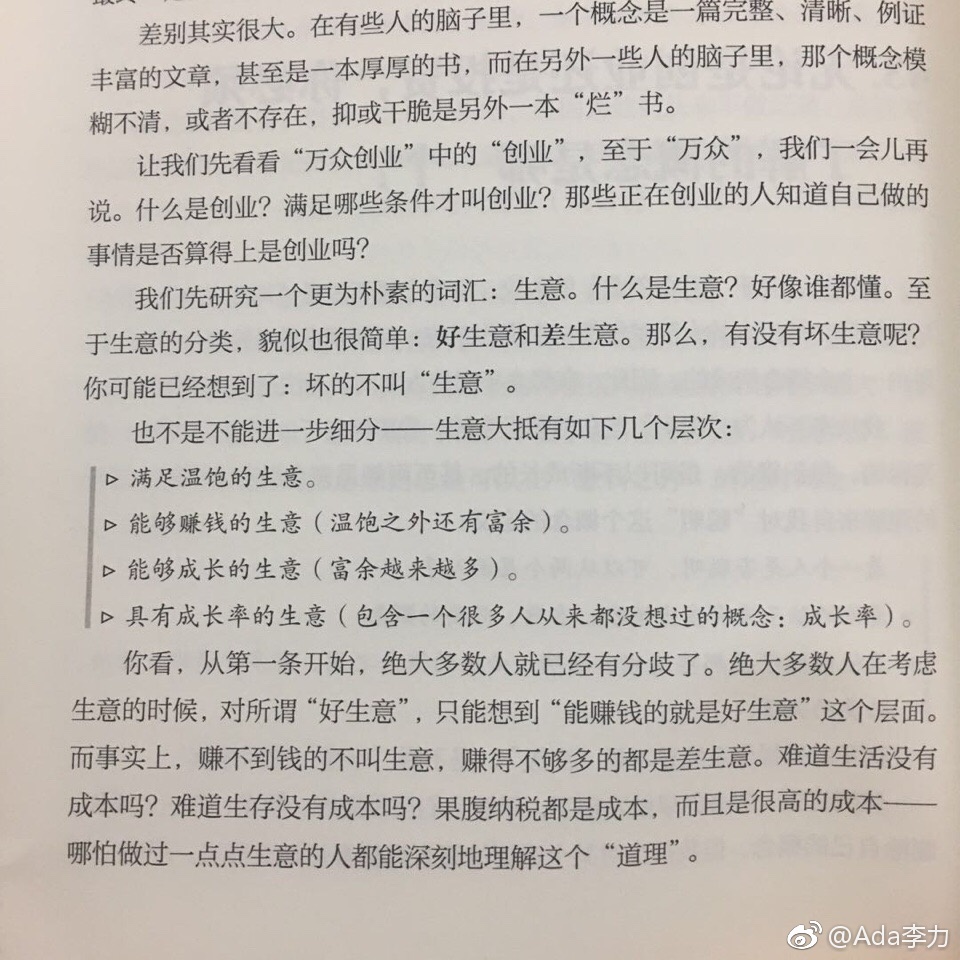 差别其实很大。在有些人的脑子里，一个概念是一篇完整、清晰、例证
丰富的文章，甚至是一本厚厚的书，而在另外一些人的脑子里，那个概念模
糊不清，或者不存在，抑或干脆是另外一本“烂”书。
让我们先看看“万众创业”中的“创业”，至于“万众”，我们一会儿再
说。什么是创业？满足哪些条件才叫创业？那些正在创业的人知道自己做的
事情是否算得上是创业吗？
我们先研究一个更为朴素的词汇：生意。什么是生意？好像谁都懂。至
于生意的分类，貌似也很简单：好生意和差生意。那么，有没有坏生意呢？
你可能已经想到了：坏的不叫“生意”。
也不是不能进一步细分——生意大抵有如下几个层次：
▷ 满足温饱的生意。
▷ 能够赚钱的生意（温饱之外还有富余）。
▷ 能够成长的生意（富余越来越多）。
▷ 具有成长率的生意（包含一个很多人从来都没想过的概念：成长率）。
你看，从第一条开始，绝大多数人就已经有分歧了。绝大多数人在考虑
生意的时候，对所谓“好生意”，只能想到“能赚钱的就是好生意”这个层面。
而事实上，赚不到钱的不叫生意，赚得不够多的都是差生意。难道生活没有
成本吗？难道生存没有成本吗？果腹纳税都是成本，而且是很高的成本——
哪怕做过一点点生意的人都能深刻地理解这个“道理”。
@Ada李力